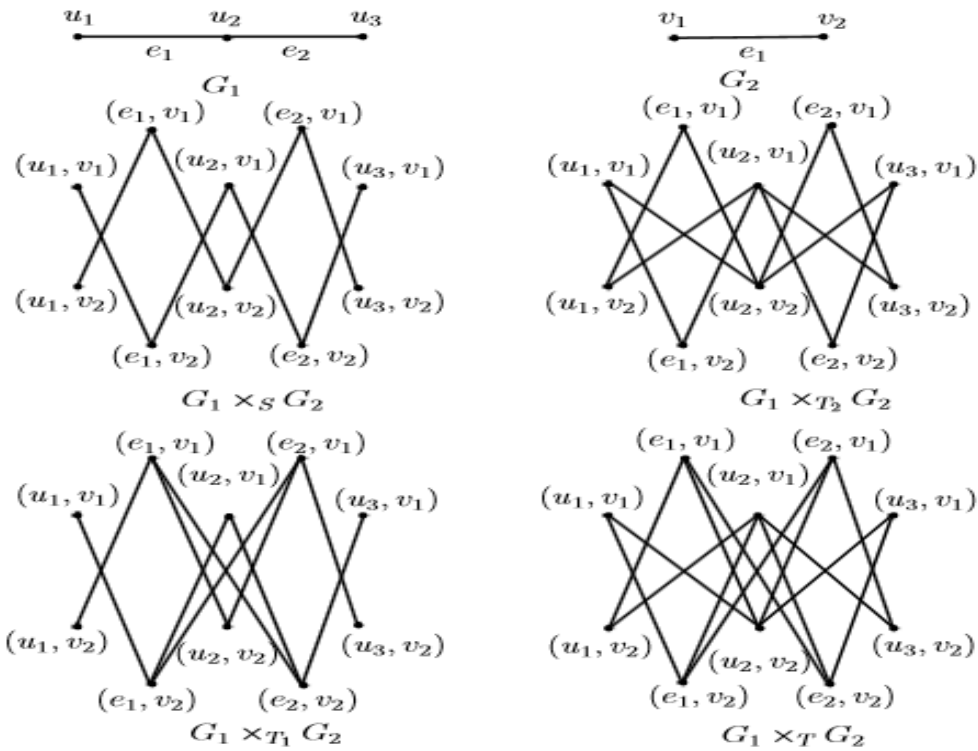 u₁ u₂ u₃ v₁ v₂
e₁ e₂ e₁
G₁ G₂
(e₁, v₁) (e₂, v₁) (e₁, v₁) (e₂, v₁)
(u₁, v₁) (u₂, v₁) (u₃, v₁) (u₁, v₁) (u₂, v₁) (u₃, v₁)
(u₁, v₂) (u₂, v₂) (u₃, v₂) (u₁, v₂) (u₂, v₂) (u₃, v₂)
(e₁, v₂) (e₂, v₂) (e₁, v₂) (e₂, v₂)
G₁ ×_S G₂ G₁ ×_{T₂} G₂
(e₁, v₁) (e₂, v₁) (e₁, v₁) (e₂, v₁)
(u₁, v₁) (u₂, v₁) (u₃, v₁) (u₁, v₁) (u₂, v₁) (u₃, v₁)
(u₁, v₂) (u₂, v₂) (u₃, v₂) (u₁, v₂) (u₂, v₂) (u₃, v₂)
(e₁, v₂) (e₂, v₂) (e₁, v₂) (e₂, v₂)
G₁ ×_{T₁} G₂ G₁ ×_T G₂